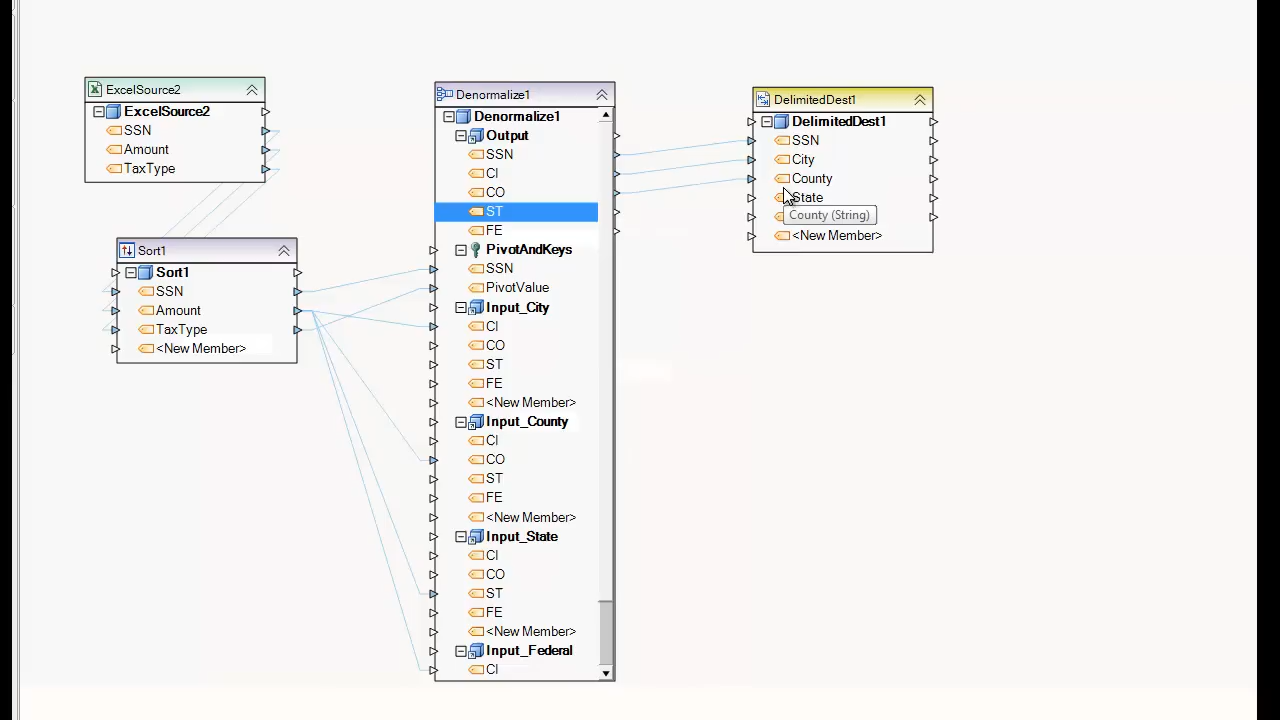 ExcelSource2
ExcelSource2
SSN
Amount
TaxType
Sort1
Sort1
SSN
Amount
TaxType
<New Member>
Denormalize1
Denormalize1
Output
SSN
CI
CO
ST
FE
PivotAndKeys
SSN
PivotValue
Input_City
CI
CO
ST
FE
<New Member>
Input_County
CI
CO
ST
FE
<New Member>
Input_State
CI
CO
ST
FE
<New Member>
Input_Federal
CI
DelimitedDest1
DelimitedDest1
SSN
City
County
State
County (String)
<New Member>